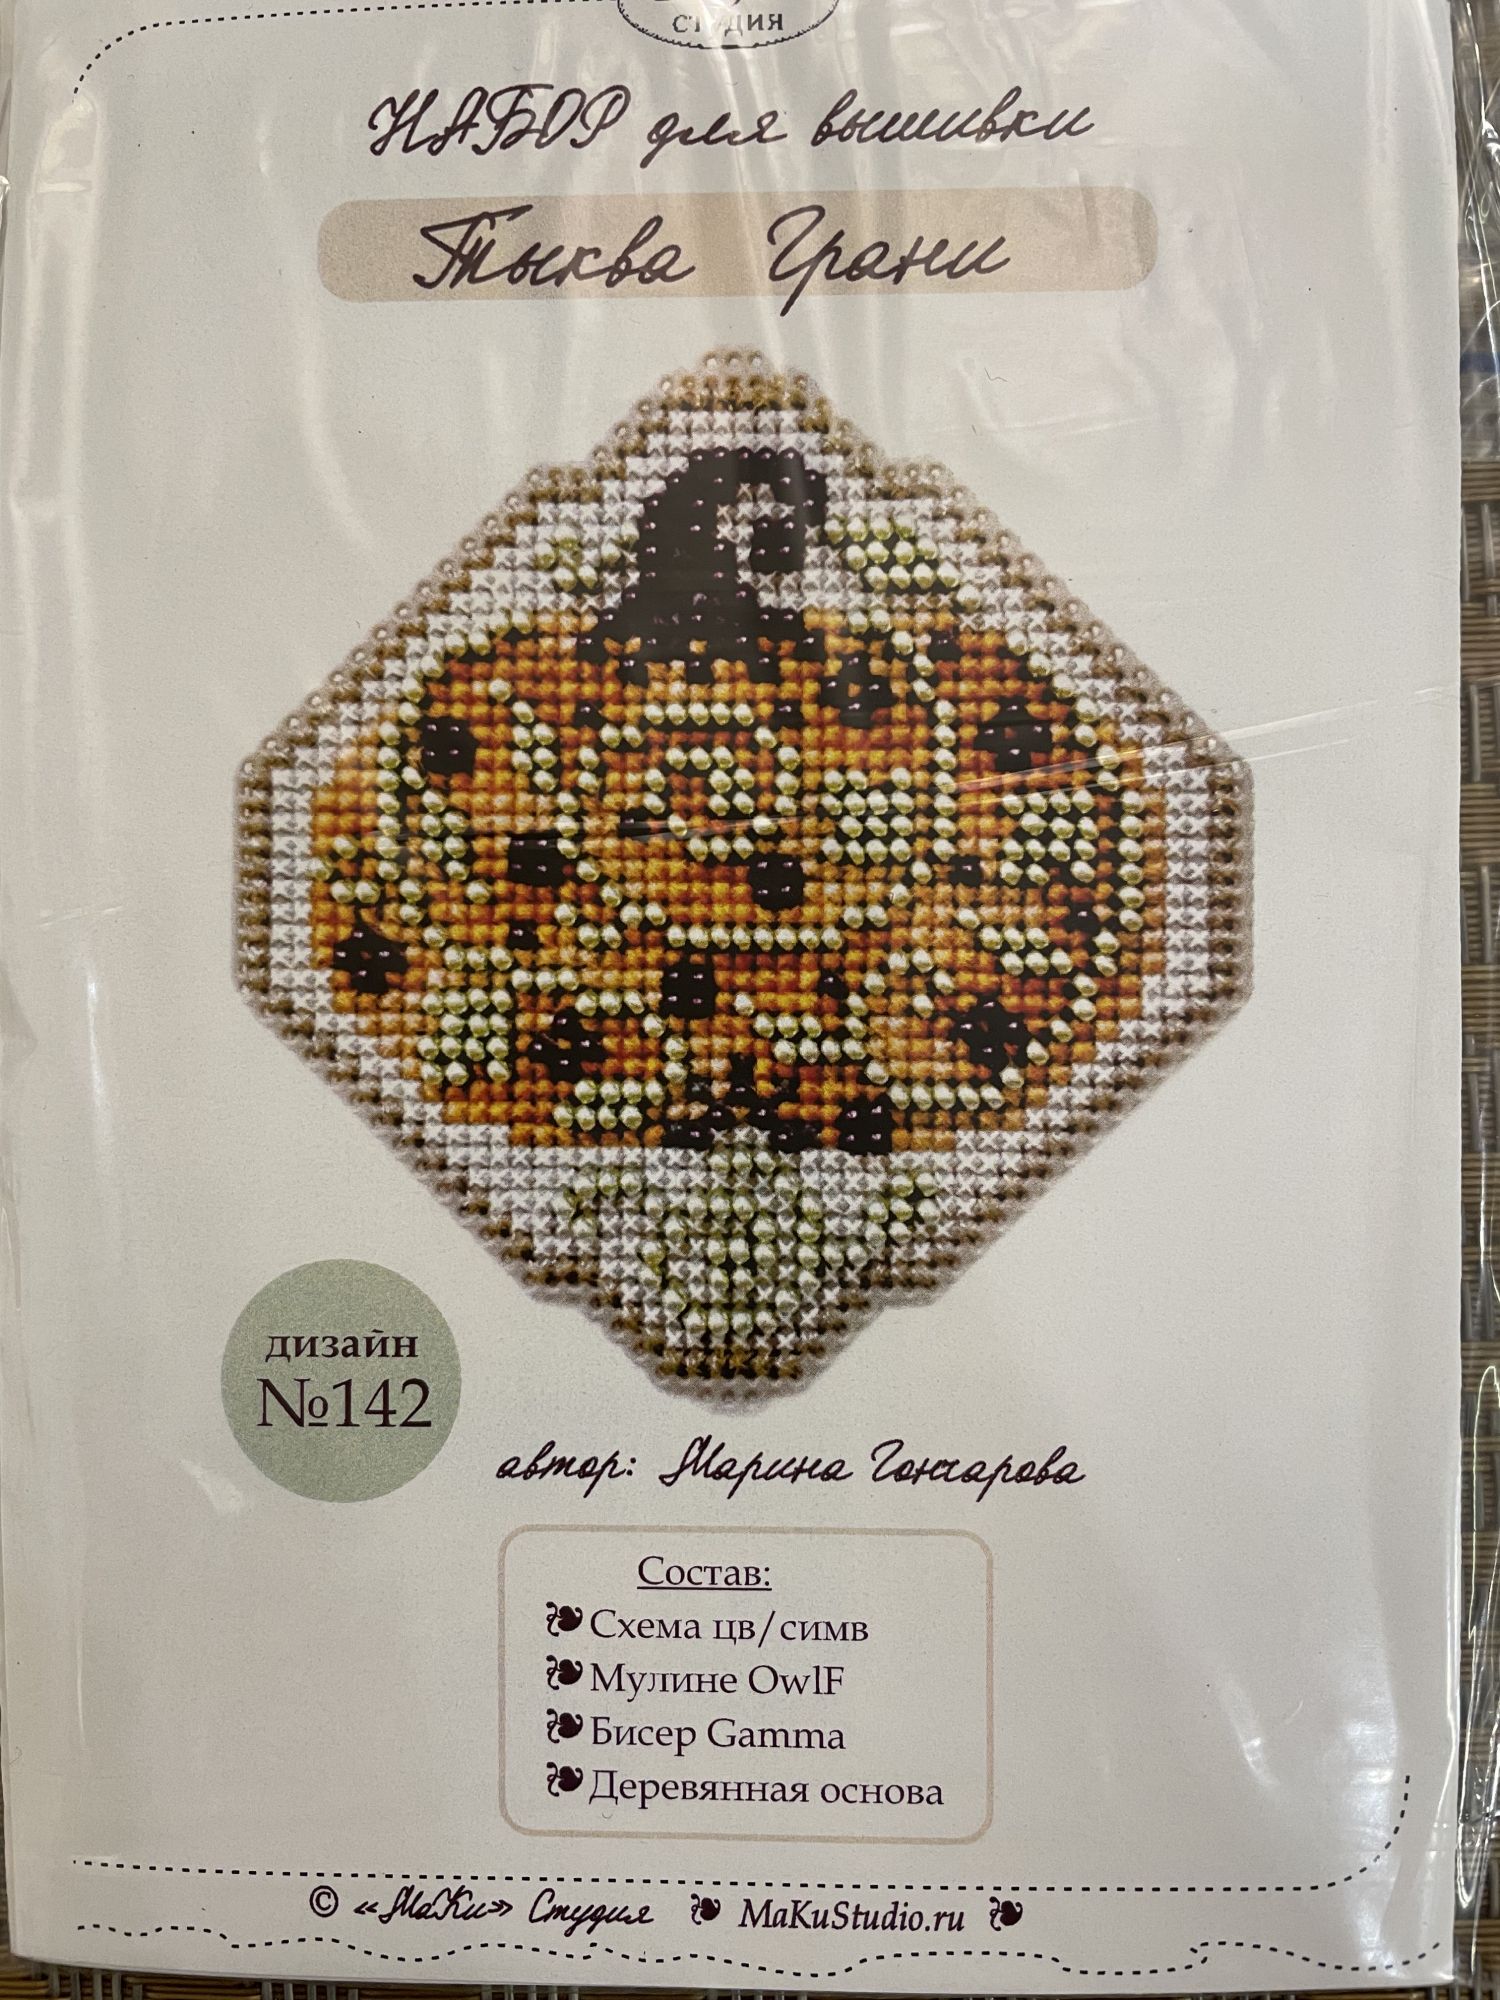 СТУДИЯ
НАБОР для вышивки
Тыква Грани
дизайн
№142
автор: Марина Гончарова
Состав:
Схема цв/симв
Мулине OwlF
Бисер Gamma
Деревянная основа
© «МаКи» Студия MaKuStudio.ru